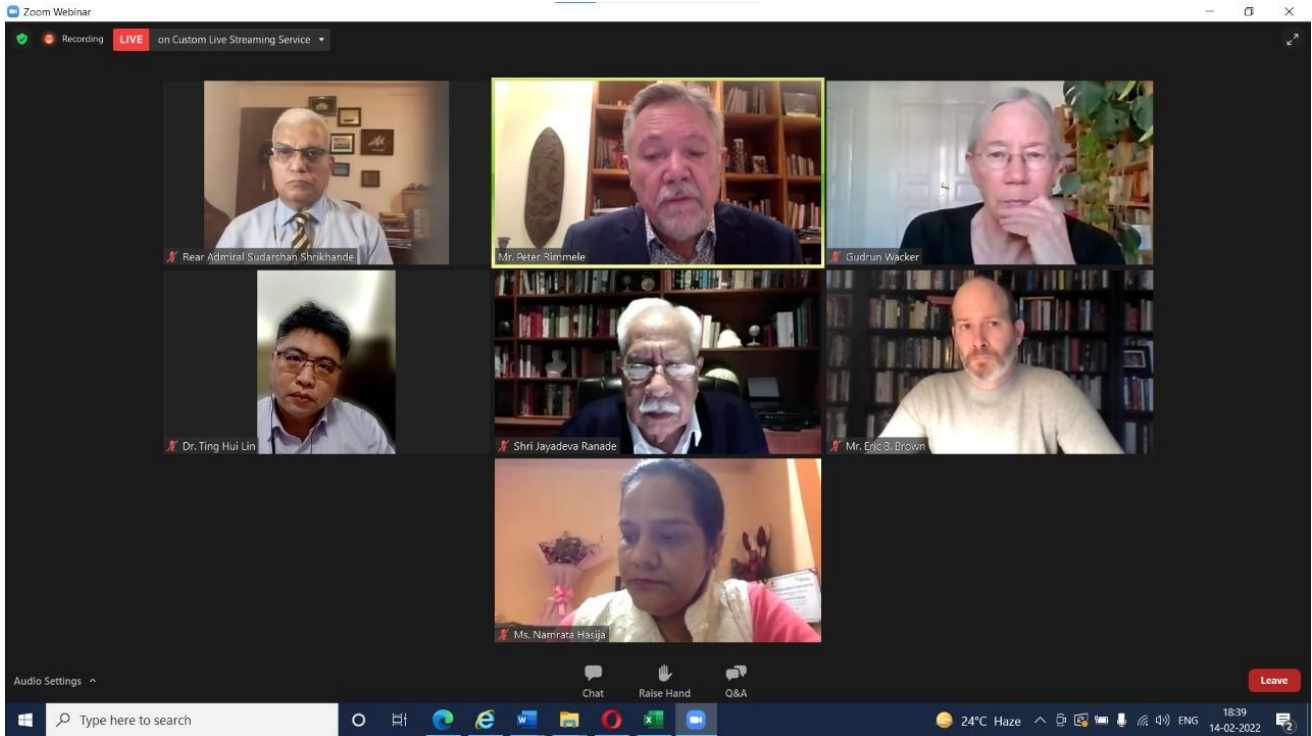 Zoom Webinar
Recording LIVE on Custom Live Streaming Service
Rear Admiral Sudarshan Shrikhande
Mr. Peter Rimmele
Gudrun Wacker
Dr. Ting Hui Lin
Shri Jayadeva Ranade
Mr. Eric B. Brown
Ms. Namrata Hasija
Audio Settings
Chat
Raise Hand
Q&A
Leave
Type here to search
24°C Haze
ENG
18:39
14-02-2022
2